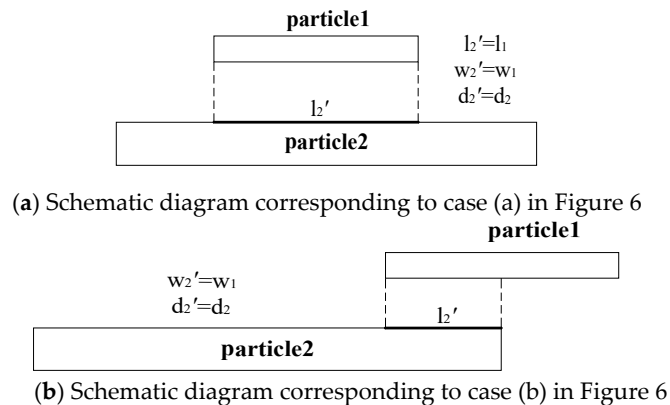 particle1
l₂′=l₁
w₂′=w₁
d₂′=d₂
l₂′
particle2
(a) Schematic diagram corresponding to case (a) in Figure 6
particle1
w₂′=w₁
d₂′=d₂
l₂′
particle2
(b) Schematic diagram corresponding to case (b) in Figure 6